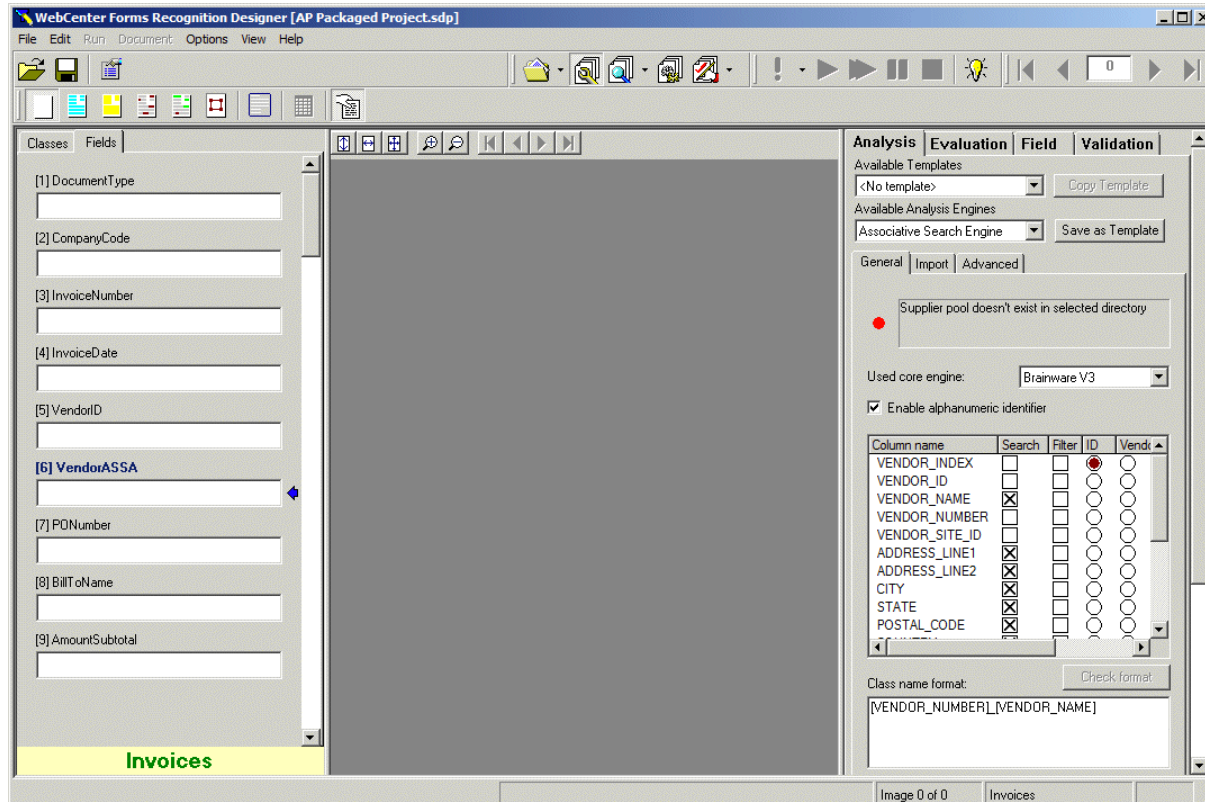 WebCenter Forms Recognition Designer [AP Packaged Project.sdp]
File Edit Run Document Options View Help
0
Classes Fields
[1] DocumentType
[2] CompanyCode
[3] InvoiceNumber
[4] InvoiceDate
[5] VendorID
[6] VendorASSA
[7] PONumber
[8] BillToName
[9] AmountSubtotal
Invoices
Analysis Evaluation Field Validation
Available Templates
<No template> Copy Template
Available Analysis Engines
Associative Search Engine Save as Template
General Import Advanced
Supplier pool doesn't exist in selected directory
Used core engine: Brainware V3
Enable alphanumeric identifier
Column name Search Filter ID
VENDOR_INDEX
VENDOR_ID
VENDOR_NAME
VENDOR_NUMBER
VENDOR_SITE_ID
ADDRESS_LINE1
ADDRESS_LINE2
CITY
STATE
POSTAL_CODE
Class name format: Check format
[VENDOR_NUMBER]_[VENDOR_NAME]
Image 0 of 0 Invoices